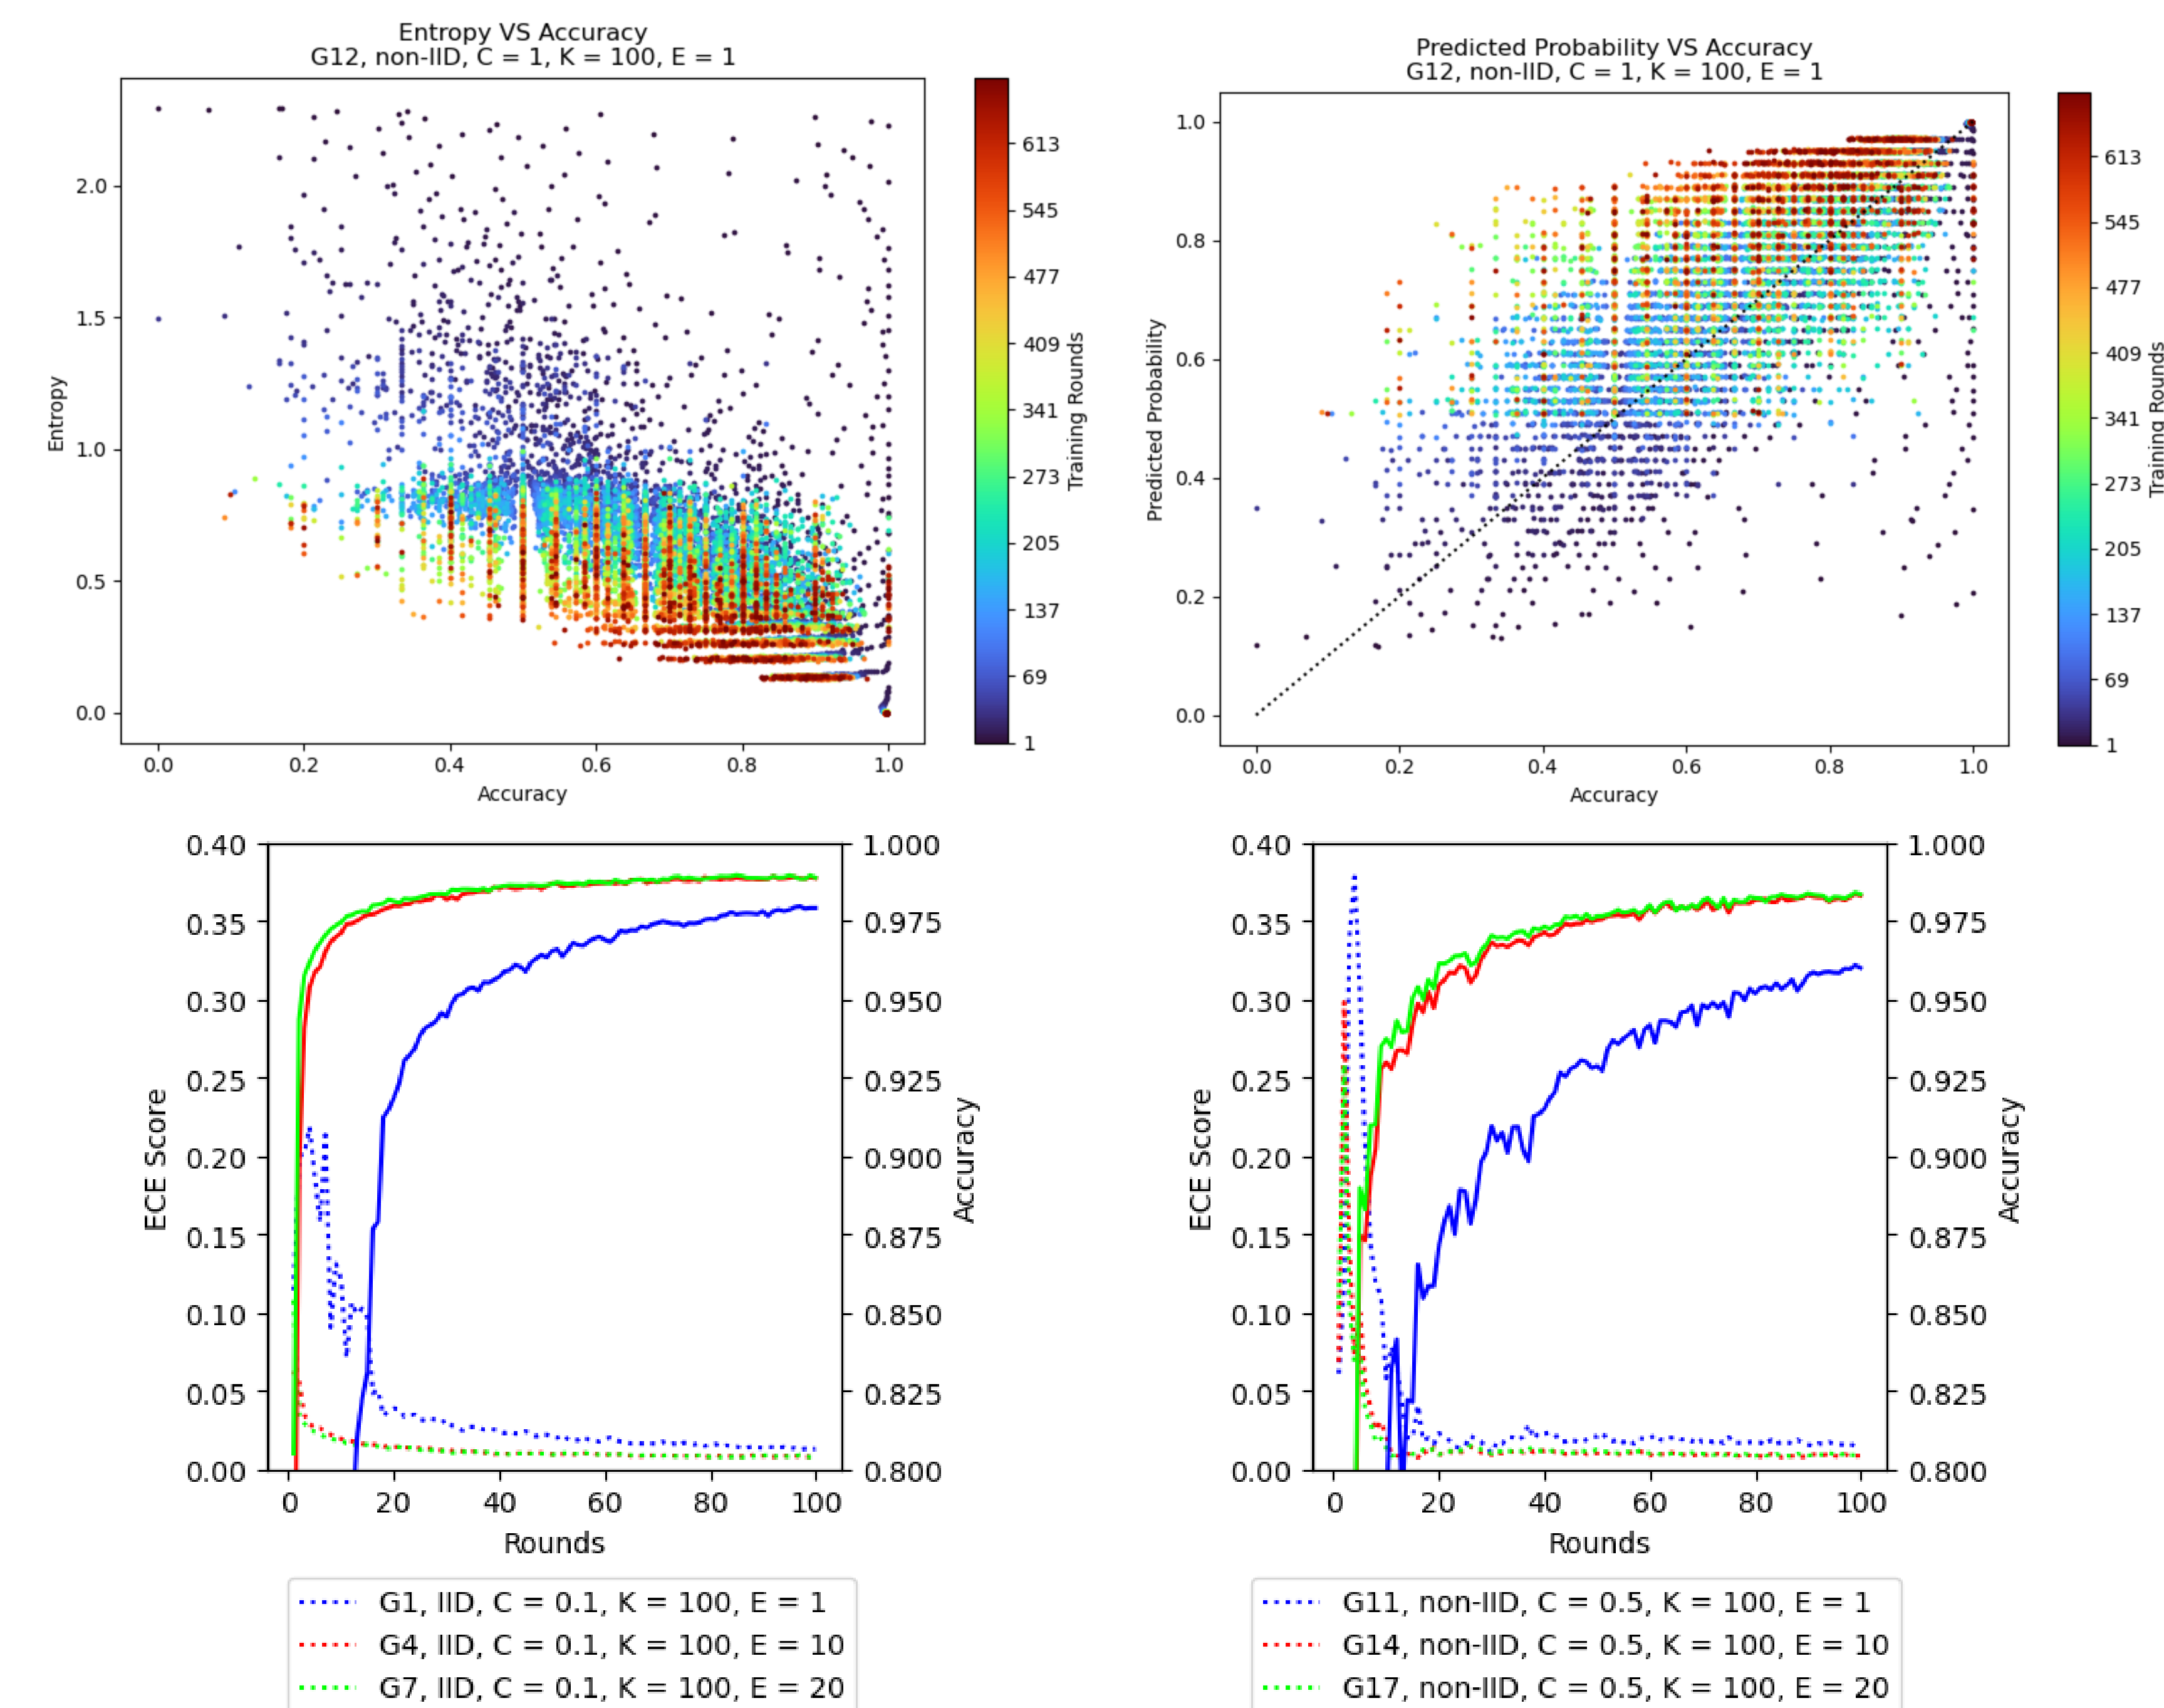 Entropy VS Accuracy
G12, non-IID, C = 1, K = 100, E = 1
Entropy
2.0
1.5
1.0
0.5
0.0
0.0 0.2 0.4 0.6 0.8 1.0
Accuracy
613
545
477
409
341
273
205
137
69
1
Training Rounds
Predicted Probability VS Accuracy
G12, non-IID, C = 1, K = 100, E = 1
Predicted Probability
1.0
0.8
0.6
0.4
0.2
0.0
0.0 0.2 0.4 0.6 0.8 1.0
Accuracy
613
545
477
409
341
273
205
137
69
1
Training Rounds
ECE Score
0.40
0.35
0.30
0.25
0.20
0.15
0.10
0.05
0.00
0 20 40 60 80 100
Rounds
1.000
0.975
0.950
0.925
0.900
0.875
0.850
0.825
0.800
Accuracy
G1, IID, C = 0.1, K = 100, E = 1
G4, IID, C = 0.1, K = 100, E = 10
G7, IID, C = 0.1, K = 100, E = 20
ECE Score
0.40
0.35
0.30
0.25
0.20
0.15
0.10
0.05
0.00
0 20 40 60 80 100
Rounds
1.000
0.975
0.950
0.925
0.900
0.875
0.850
0.825
0.800
Accuracy
G11, non-IID, C = 0.5, K = 100, E = 1
G14, non-IID, C = 0.5, K = 100, E = 10
G17, non-IID, C = 0.5, K = 100, E = 20